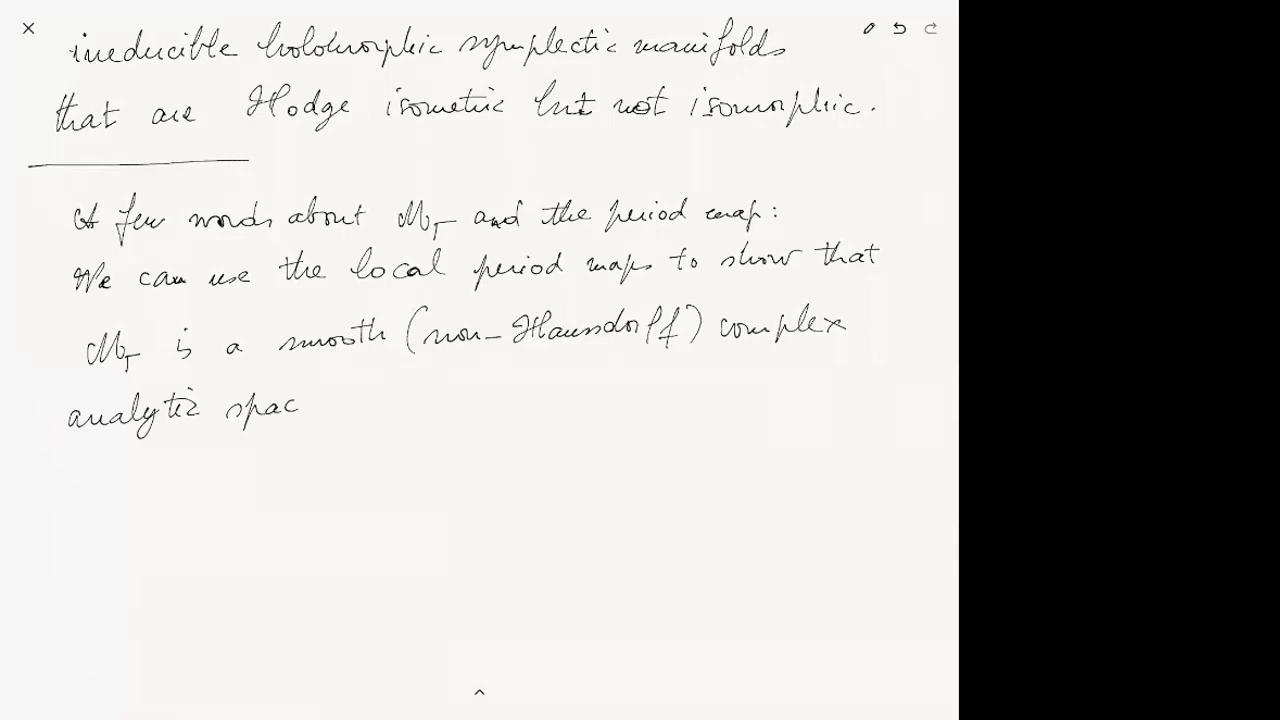 irreducible holomorphic symplectic manifolds
that are Hodge isometric but not isomorphic.
A few words about M_Γ and the period map:
We can use the local period maps to show that
M_Γ is a smooth (non-Hausdorff) complex
analytic spac